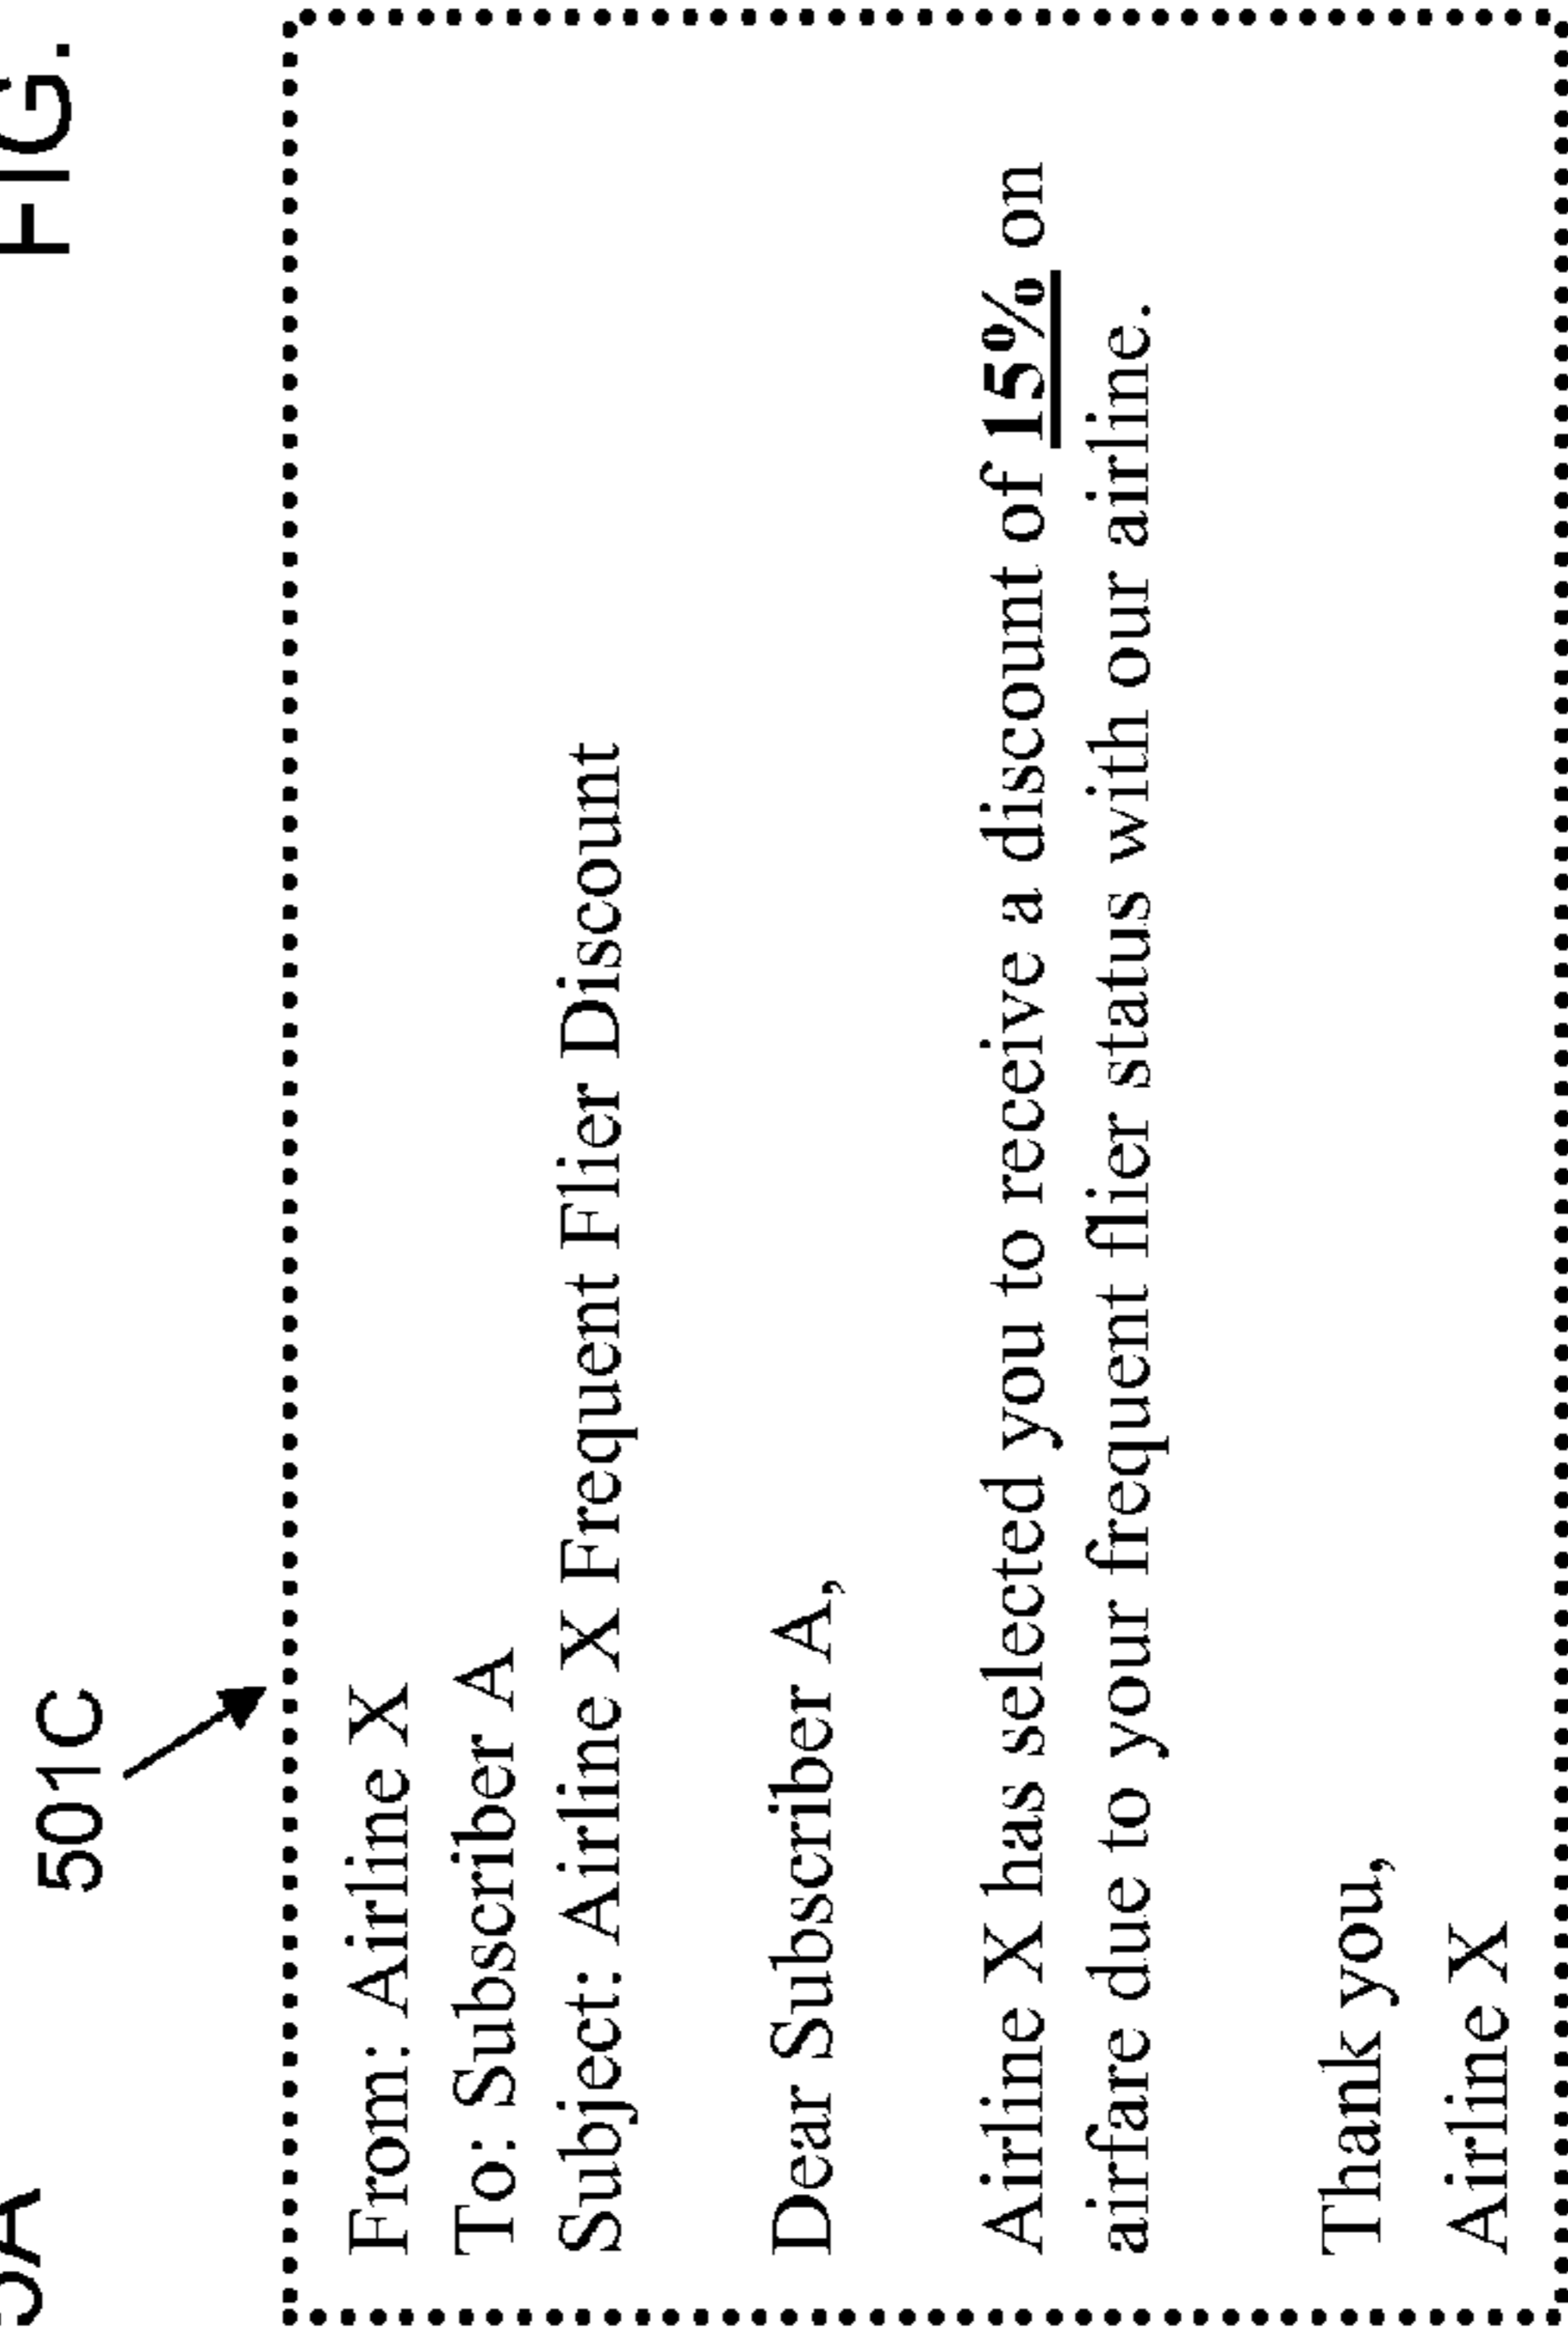 5A
FIG.
501C
From: Airline X
To: Subscriber A
Subject: Airline X Frequent Flier Discount
Dear Subscriber A,
Airline X has selected you to receive a discount of 15% on
airfare due to your frequent flier status with our airline.
Thank you,
Airline X